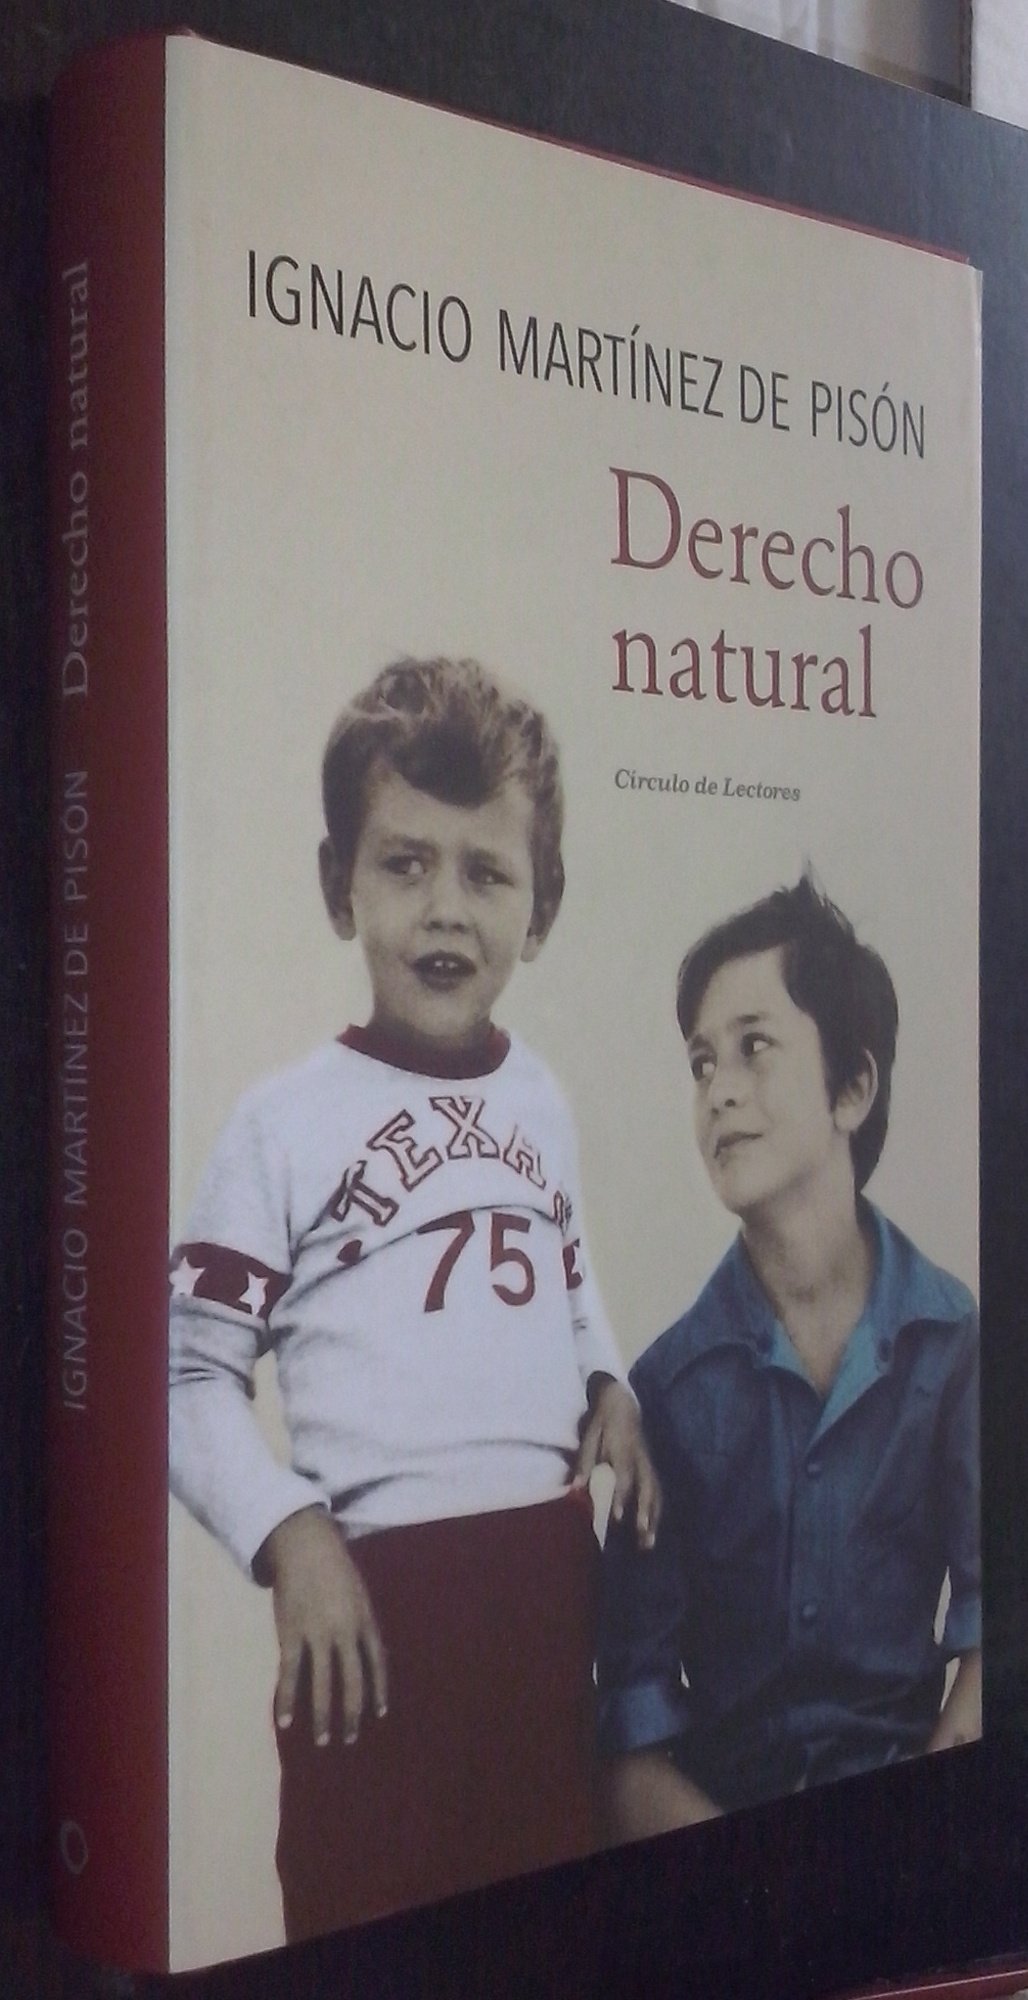 IGNACIO MARTÍNEZ DE PISÓN
Derecho
natural
Círculo de Lectores
TEXAS
75
IGNACIO MARTÍNEZ DE PISÓN Derecho natural